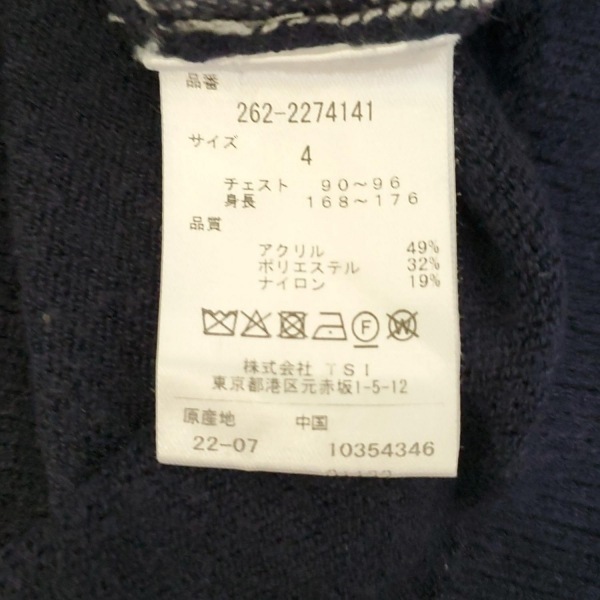 品番
262-2274141
サイズ
4
チェスト 90～96
身長 168～176
品質
アクリル 49%
ポリエステル 32%
ナイロン 19%
F W
株式会社 TSI
東京都港区元赤坂1-5-12
原産地 中国
22-07 10354346